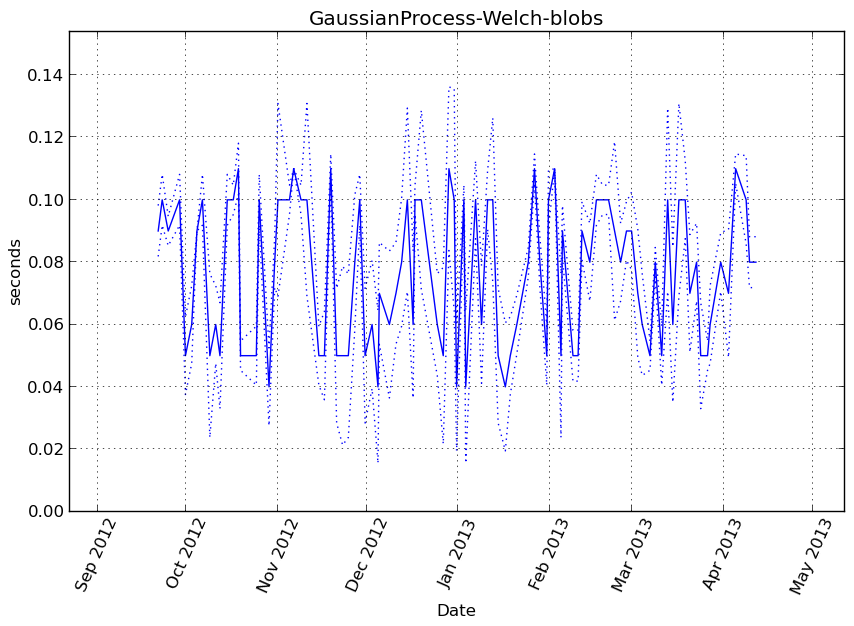 GaussianProcess-Welch-blobs
0.14
0.12
0.10
0.08
0.06
0.04
0.02
0.00
seconds
Sep 2012
Oct 2012
Nov 2012
Dec 2012
Jan 2013
Feb 2013
Mar 2013
Apr 2013
May 2013
Date